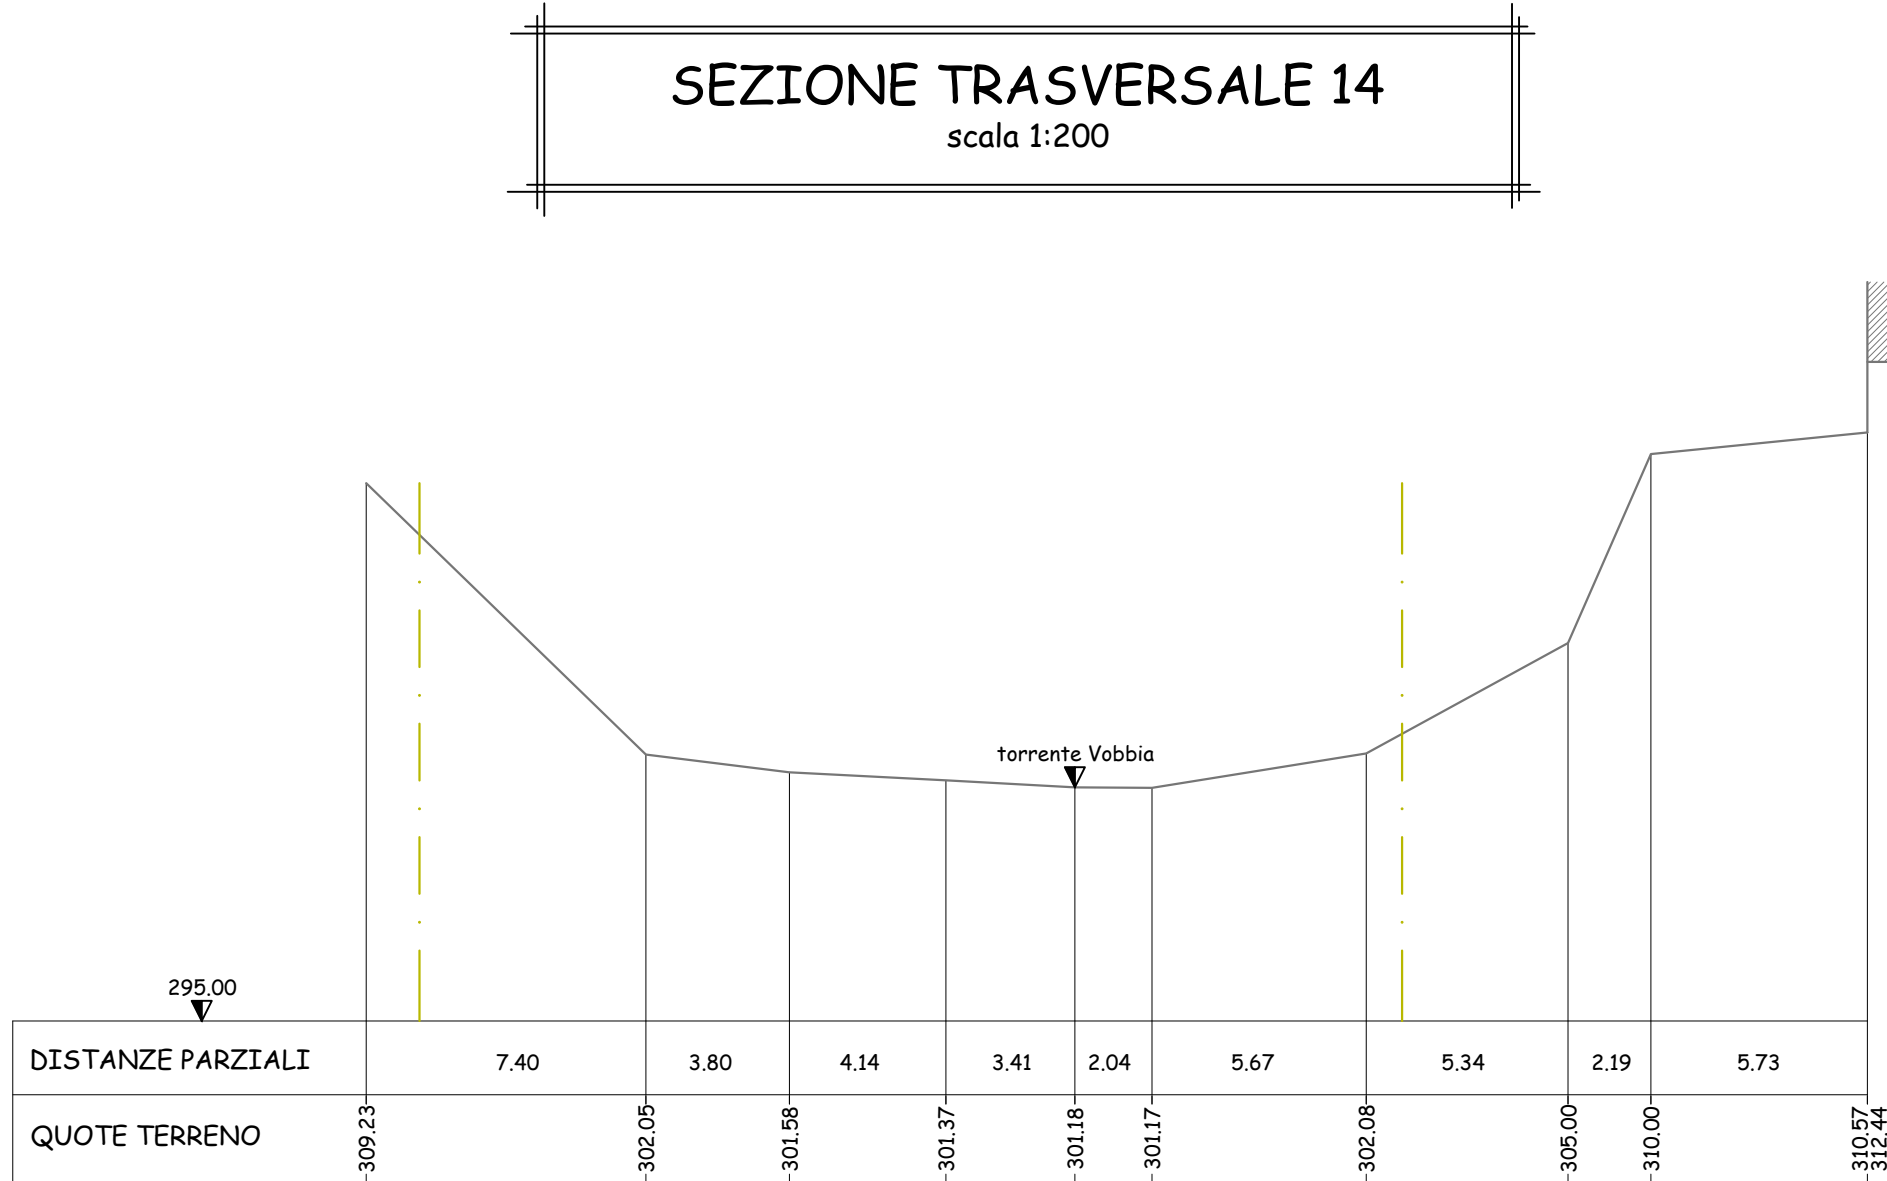 SEZIONE TRASVERSALE 14
scala 1:200
torrente Vobbia
295.00
DISTANZE PARZIALI 7.40 3.80 4.14 3.41 2.04 5.67 5.34 2.19 5.73
QUOTE TERRENO 309.23 302.05 301.58 301.37 301.18 301.17 302.08 305.00 310.00 310.57 312.44